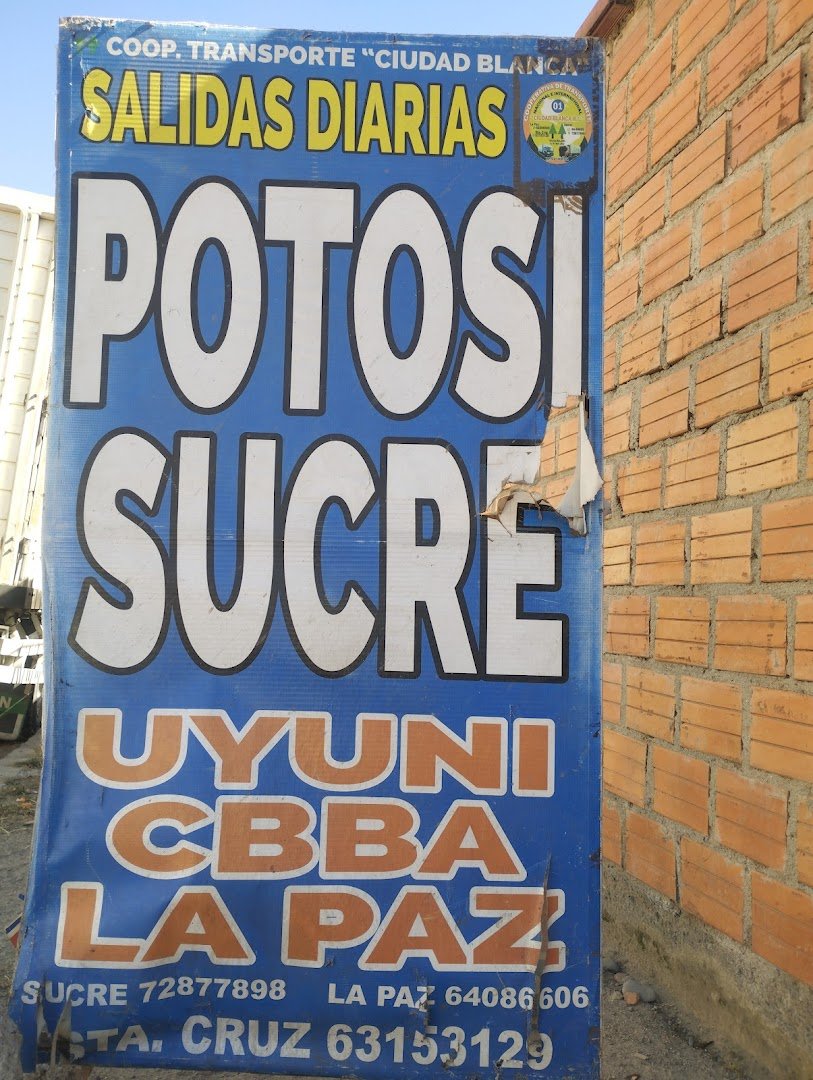 COOP. TRANSPORTE “CIUDAD BLANCA”
SALIDAS DIARIAS
01
POTOSI
SUCRE
UYUNI
CBBA
LA PAZ
SUCRE 72877898 LA PAZ 64086606
STA. CRUZ 63153129